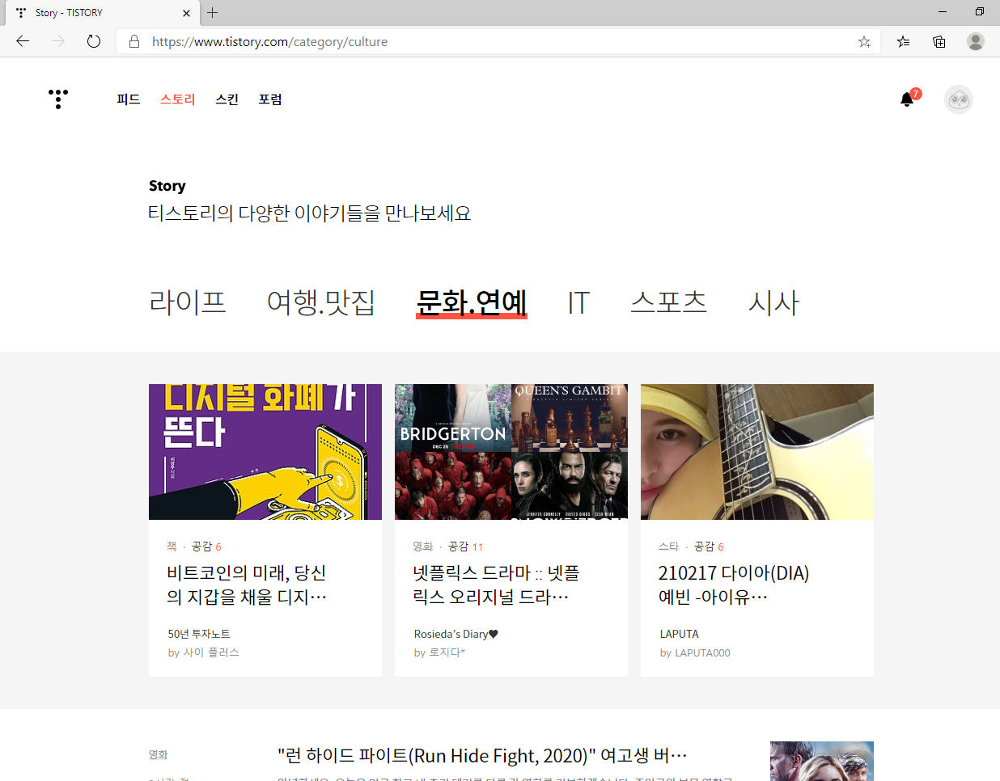 Story - TISTORY
https://www.tistory.com/category/culture
피드 스토리 스킨 포럼
7
Story
티스토리의 다양한 이야기들을 만나보세요
라이프 여행.맛집 문화.연예 IT 스포츠 시사
디지털 화폐가
뜬다
BRIDGERTON
DEC 25
QUEEN'S GAMBIT
JENNIFER CONNELLY DAVEED DIGGS SEAN BEAN
책 · 공감 6
비트코인의 미래, 당신
의 지갑을 채울 디지…
50년 투자노트
by 사이 플러스
영화 · 공감 11
넷플릭스 드라마 :: 넷플
릭스 오리지널 드라…
Rosieda's Diary♥
by 로지다*
스타 · 공감 6
210217 다이아(DIA)
예빈 -아이유…
LAPUTA
by LAPUTA000
영화
"런 하이드 파이트(Run Hide Fight, 2020)" 여고생 버…